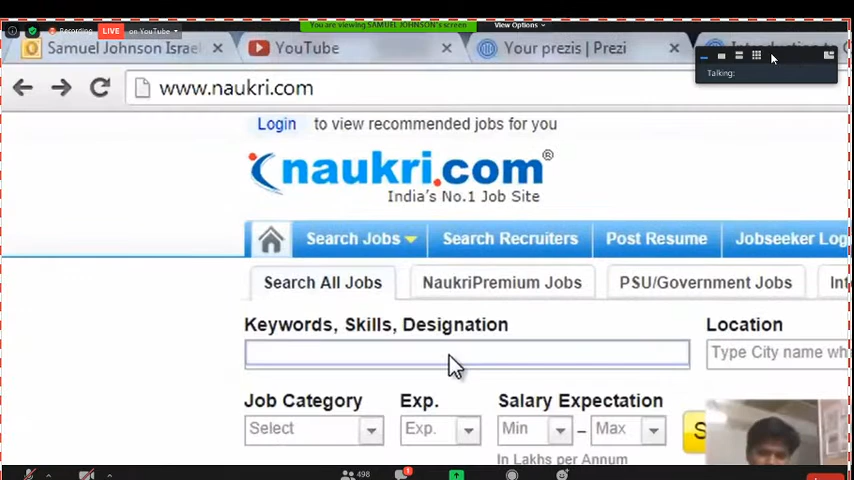 You are viewing SAMUEL JOHNSON's screen
View Options
Recording
LIVE
on YouTube
Samuel Johnson Israel
YouTube
Your prezis | Prezi
Talking:
www.naukri.com
Login to view recommended jobs for you
naukri.com®
India's No.1 Job Site
Search Jobs
Search Recruiters
Post Resume
Jobseeker Log
Search All Jobs
NaukriPremium Jobs
PSU/Government Jobs
Int
Keywords, Skills, Designation
Location
Type City name wh
Job Category
Exp.
Salary Expectation
Select
Exp.
Min
–
Max
S
In Lakhs per Annum
498
1